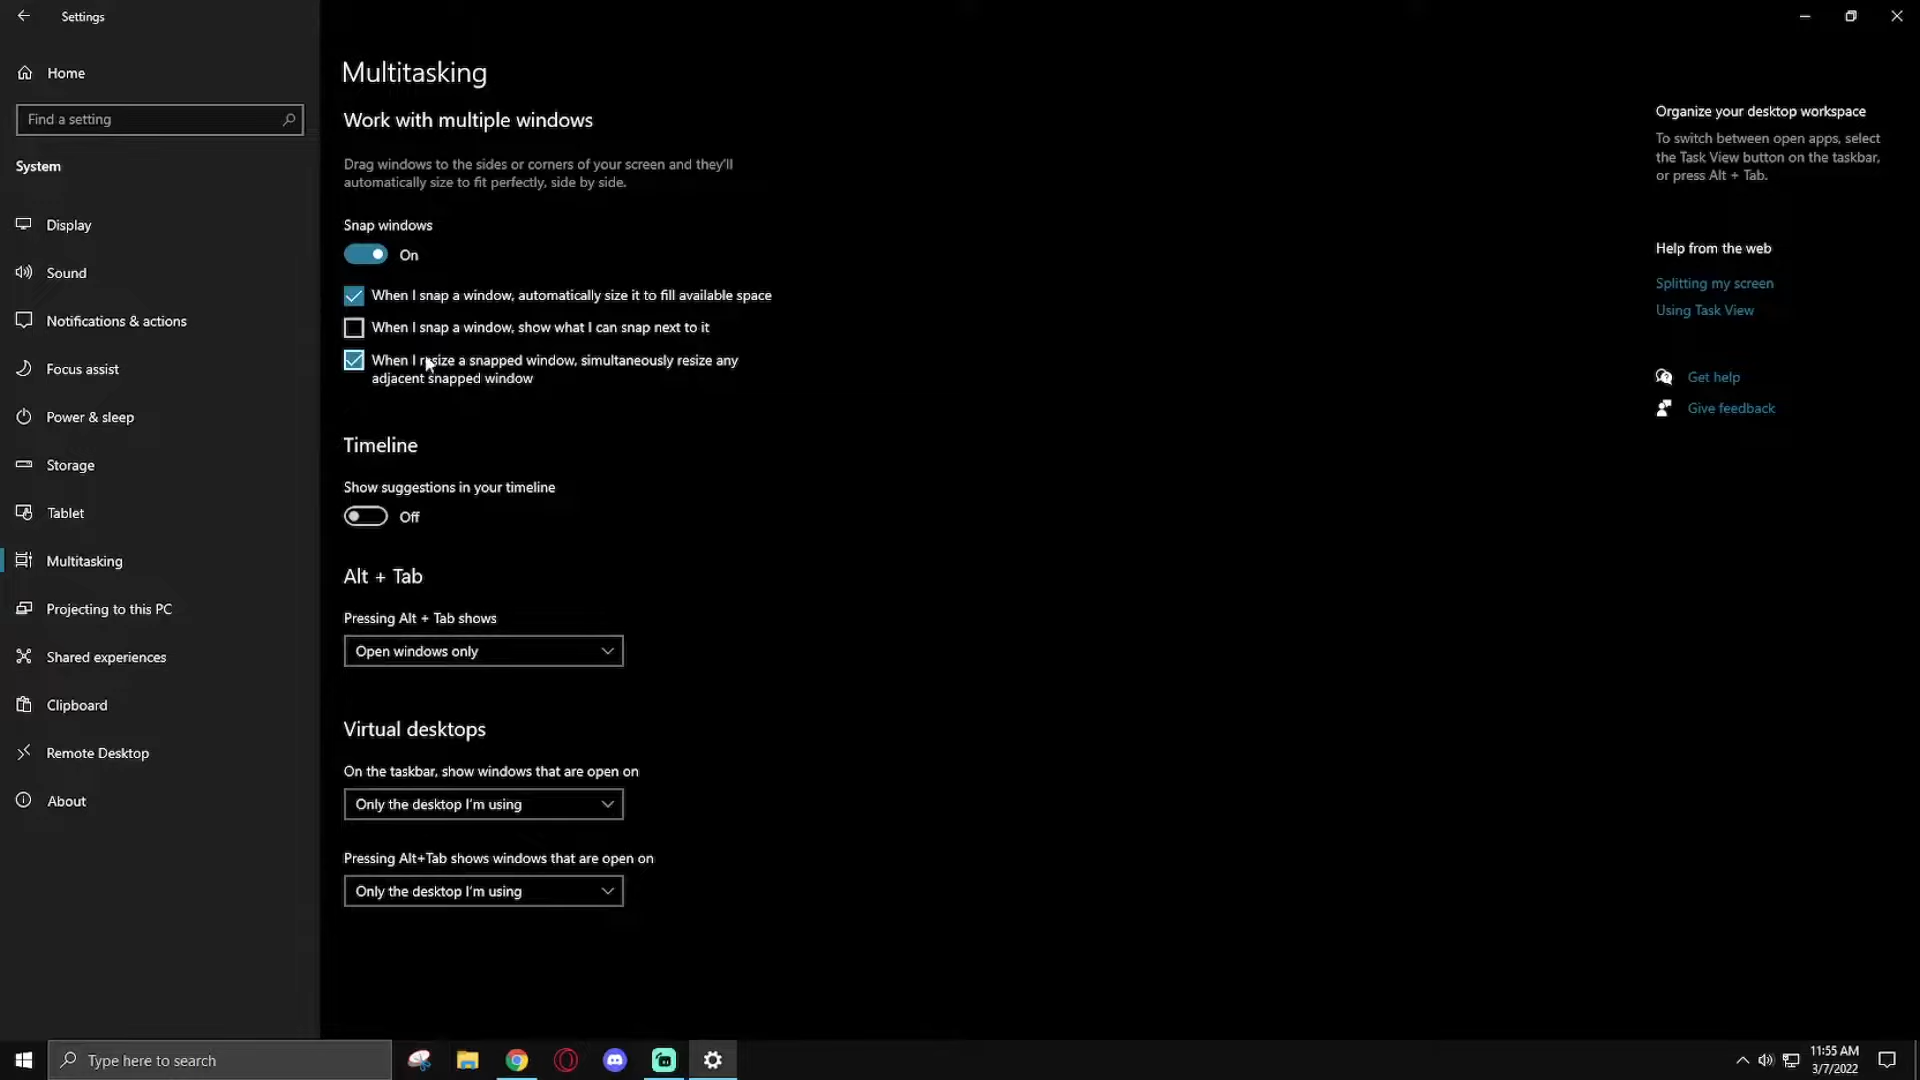 Settings
Home
Find a setting
System
Display
Sound
Notifications & actions
Focus assist
Power & sleep
Storage
Tablet
Multitasking
Projecting to this PC
Shared experiences
Clipboard
Remote Desktop
About
Multitasking
Work with multiple windows
Drag windows to the sides or corners of your screen and they'll
automatically size to fit perfectly, side by side.
Snap windows
On
When I snap a window, automatically size it to fill available space
When I snap a window, show what I can snap next to it
When I resize a snapped window, simultaneously resize any
adjacent snapped window
Timeline
Show suggestions in your timeline
Off
Alt + Tab
Pressing Alt + Tab shows
Open windows only
Virtual desktops
On the taskbar, show windows that are open on
Only the desktop I'm using
Pressing Alt+Tab shows windows that are open on
Only the desktop I'm using
Organize your desktop workspace
To switch between open apps, select
the Task View button on the taskbar,
or press Alt + Tab.
Help from the web
Splitting my screen
Using Task View
Get help
Give feedback
Type here to search
11:55 AM
3/7/2022